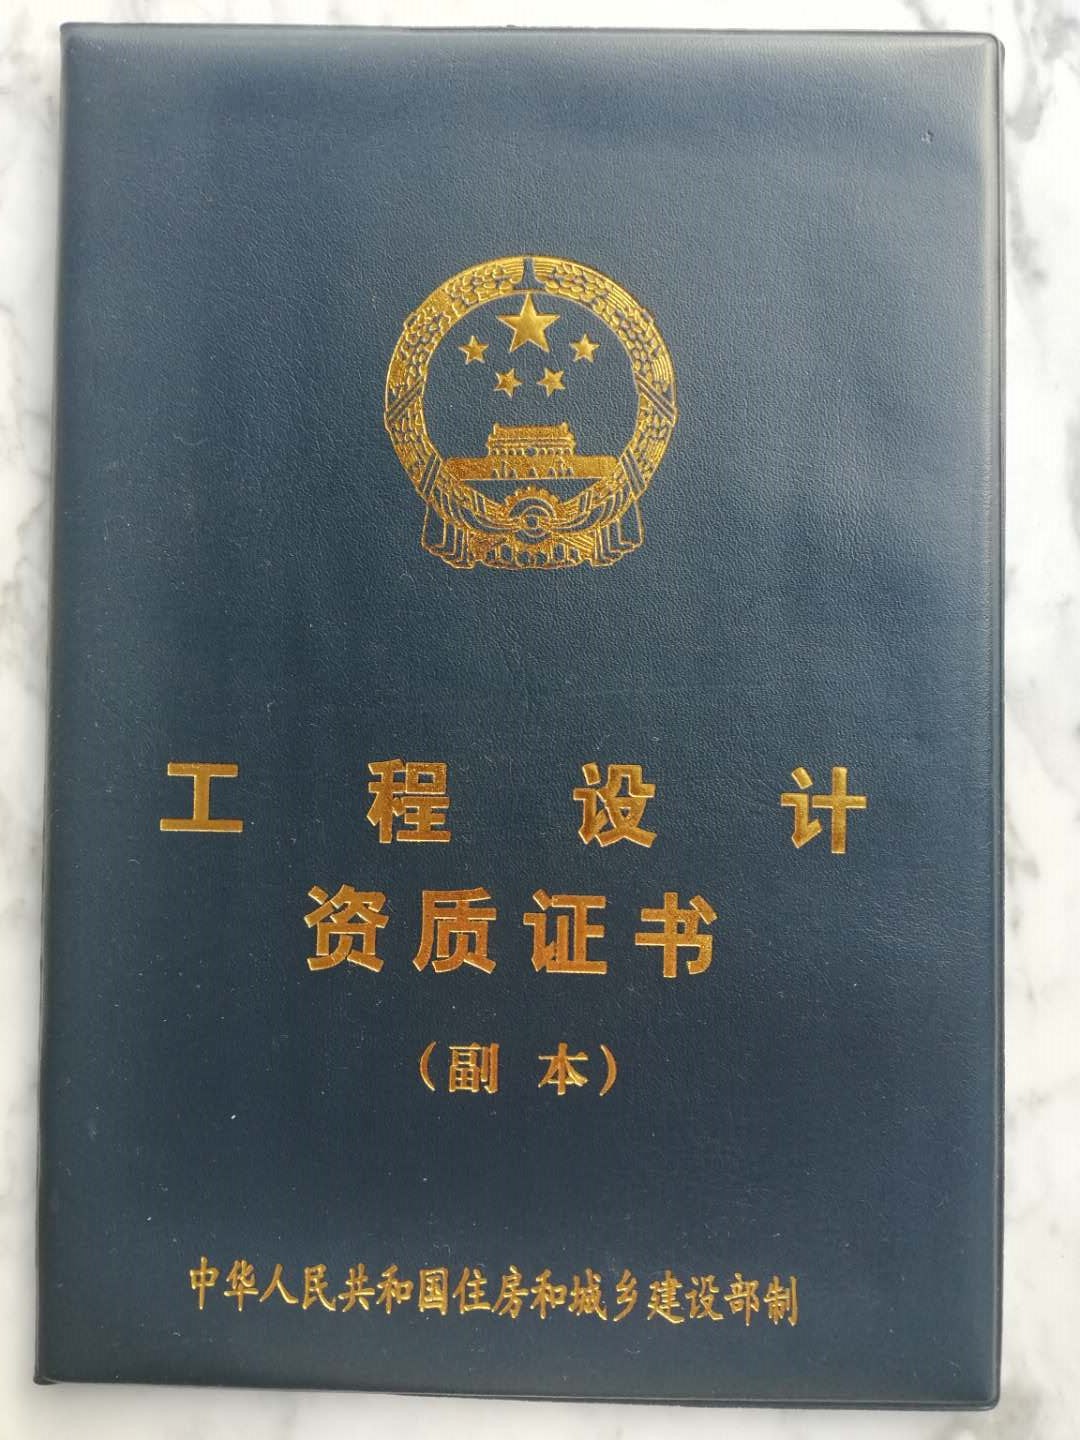 工程设计
资质证书
（副本）
中华人民共和国住房和城乡建设部制